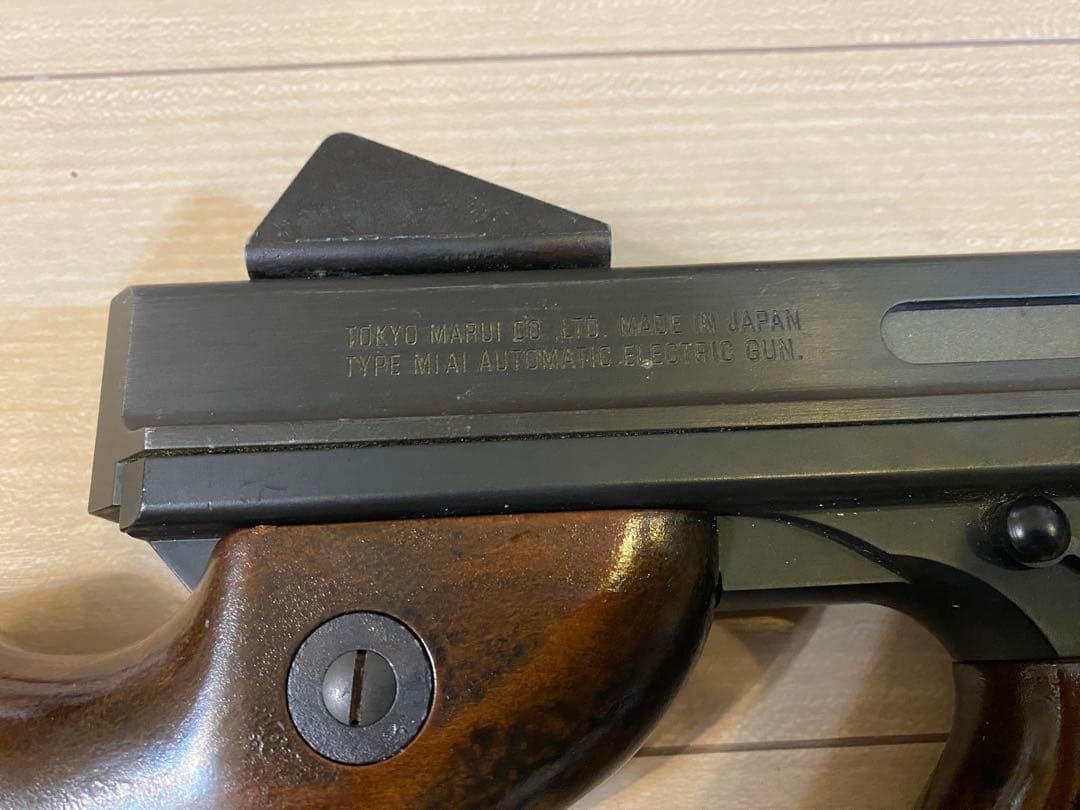 TOKYO MARUI CO.,LTD. MADE IN JAPAN
TYPE M1A1 AUTOMATIC ELECTRIC GUN.